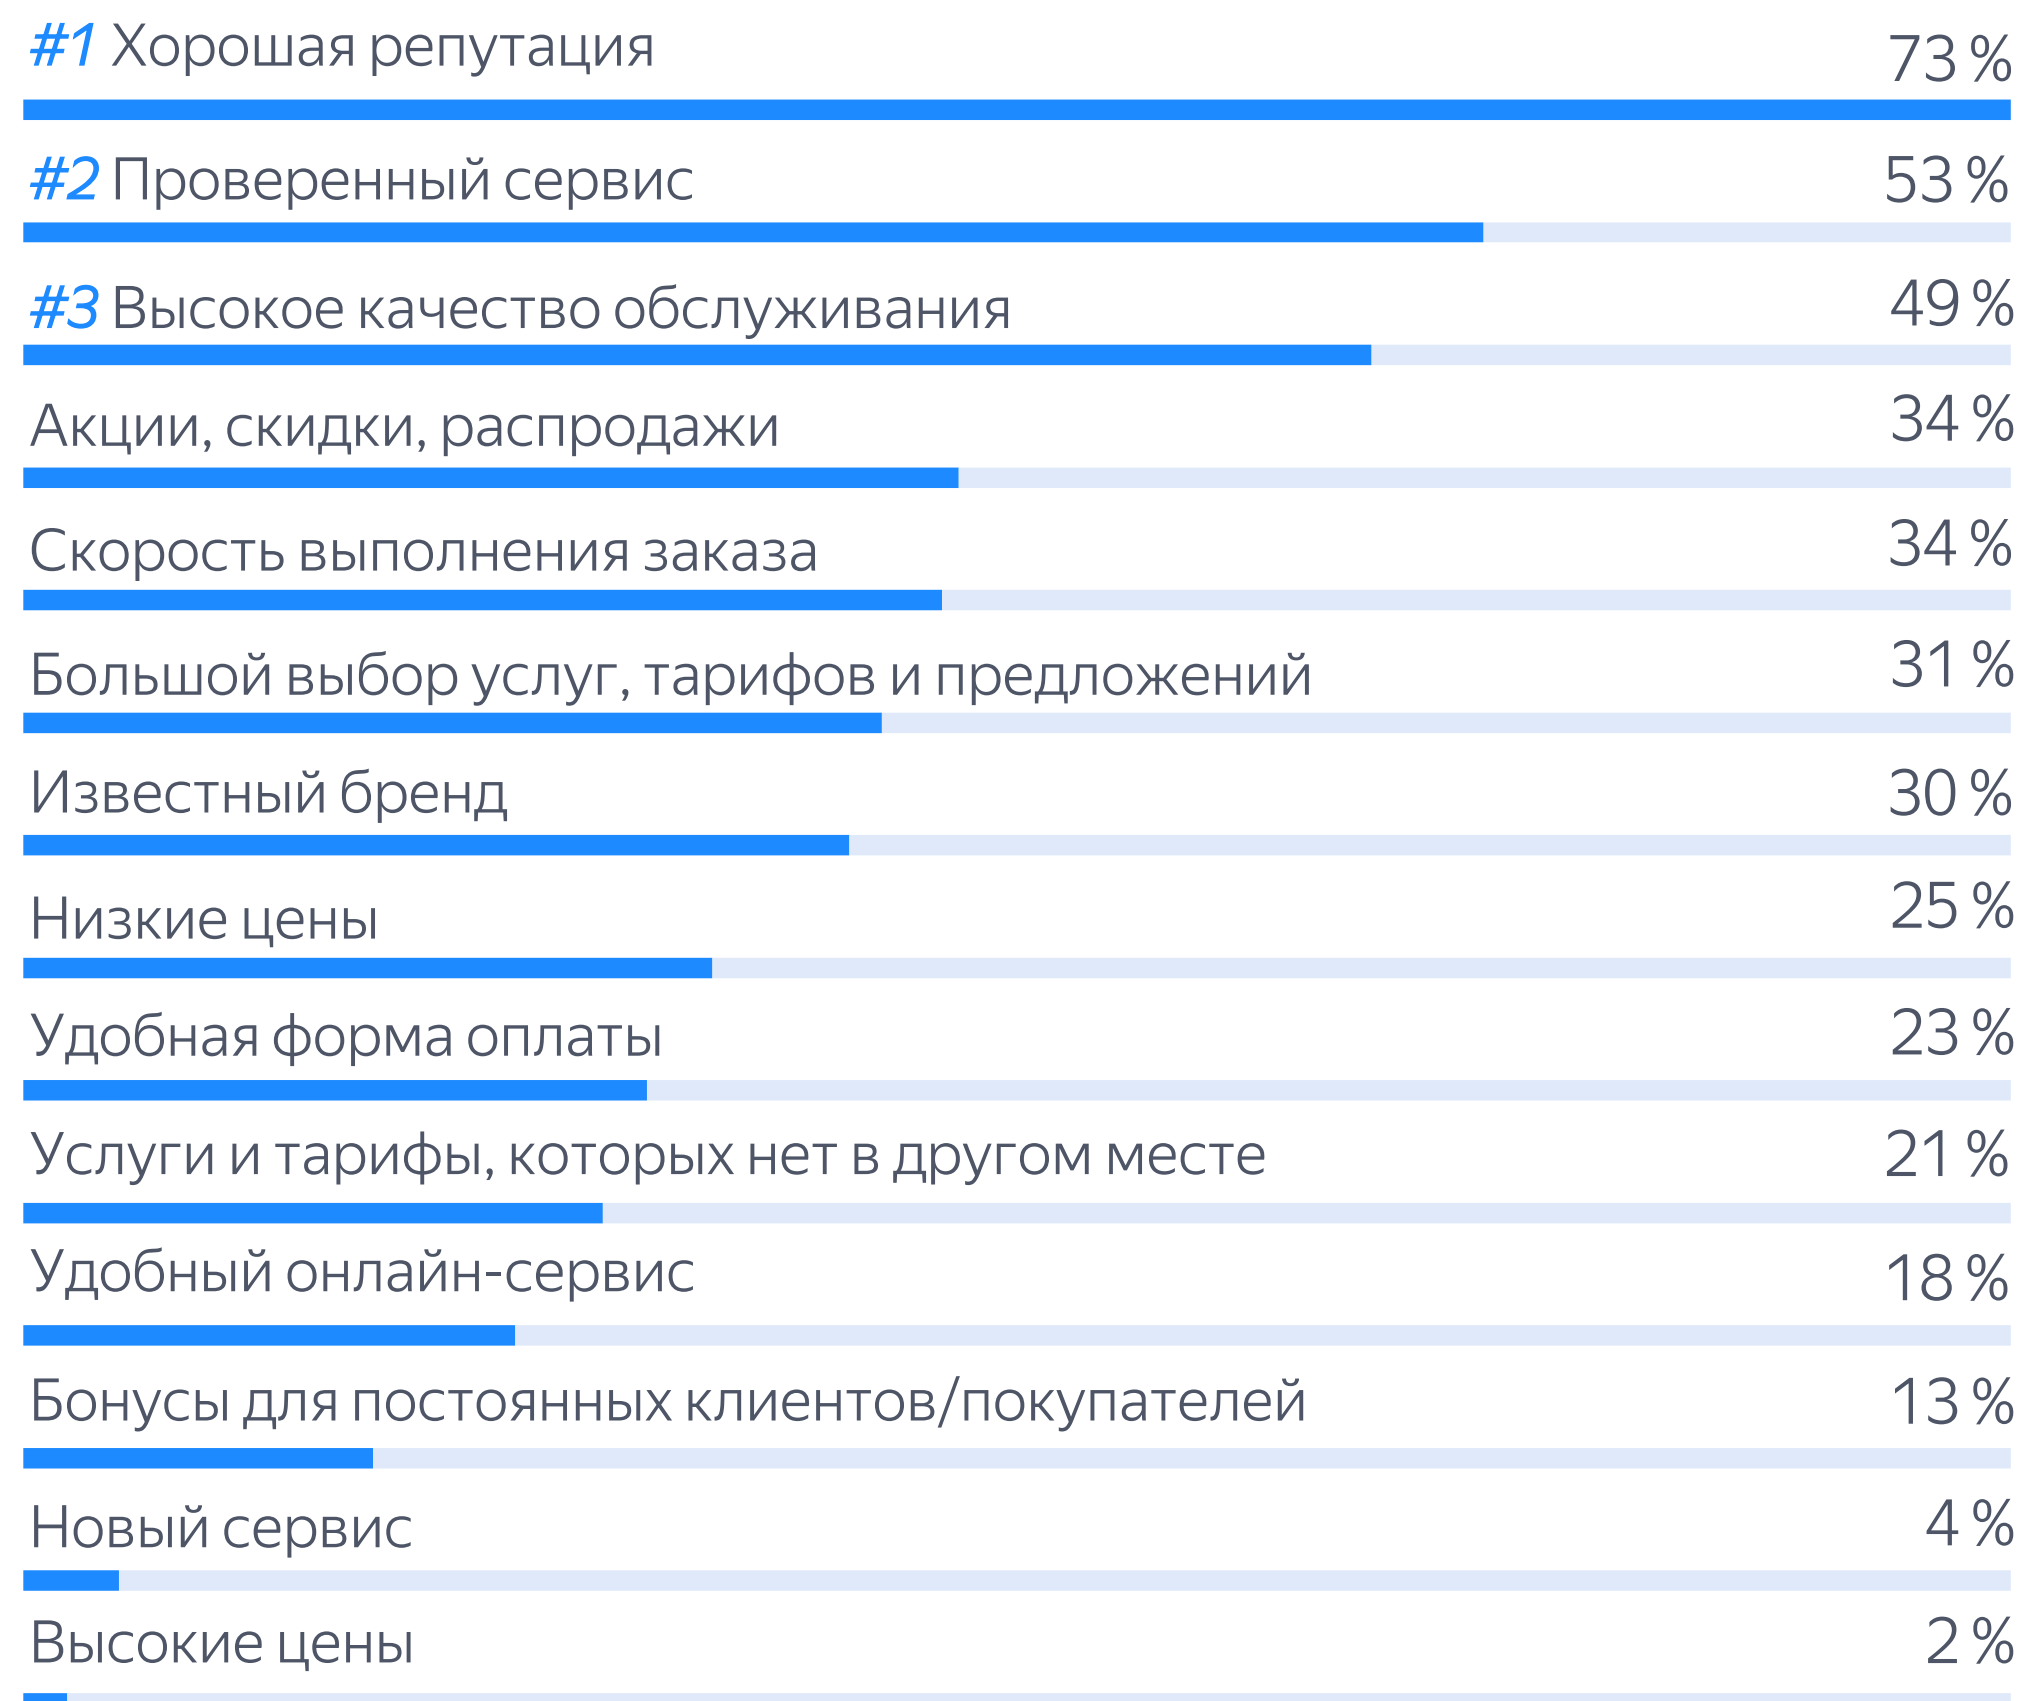 #1 Хорошая репутация 73 %
#2 Проверенный сервис 53 %
#3 Высокое качество обслуживания 49 %
Акции, скидки, распродажи 34 %
Скорость выполнения заказа 34 %
Большой выбор услуг, тарифов и предложений 31 %
Известный бренд 30 %
Низкие цены 25 %
Удобная форма оплаты 23 %
Услуги и тарифы, которых нет в другом месте 21 %
Удобный онлайн-сервис 18 %
Бонусы для постоянных клиентов/покупателей 13 %
Новый сервис 4 %
Высокие цены 2 %